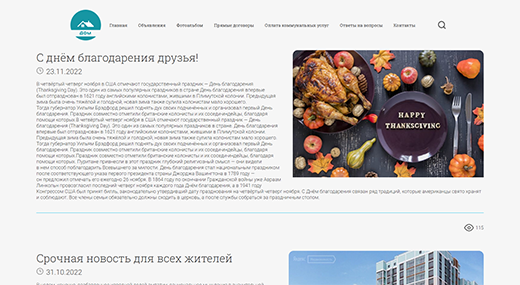 ДОМ
Главная Объявления Фотоальбом Прямые договоры Оплата коммунальных услуг Ответы на вопросы Контакты
С днём благодарения друзья!
23.11.2022
В четвертый четверг ноября в США отмечают государственный праздник — День благодарения
(Thanksgiving Day). Это один из самых популярных праздников в стране День благодарения впервые
был отпразднован в 1621 году английскими колонистами, жившими в Плимутской колонии. Предыдущая
зима была очень тяжелой и голодной, новая зима также сулила колонистам мало хорошего.
Тогда губернатор Уильям Брэдфорд решил поднять дух своих подчиненных и организовал первый День
благодарения. Праздник совместно отметили британские колонисты и их соседи-индейцы, благодаря
помощи которых В четвертый четверг ноября в США отмечают государственный праздник — День
благодарения (Thanksgiving Day). Это один из самых популярных праздников в стране. День благодарения
впервые был отпразднован в 1621 году английскими колонистами, жившими в Плимутской колонии.
Предыдущая зима была очень тяжелой и голодной, новая зима также сулила колонистам мало хорошего
Тогда губернатор Уильям Брэдфорд решил поднять дух своих подчиненных и организовал первый День
благодарения. Праздник совместно отметили британские колонисты и их соседи-индейцы, благодаря
помощи которых Праздник совместно отметили британские колонисты и их соседи-индейцы, благодаря
помощи которых. Пуритане привнесли в этот праздник глубокий религиозный смысл — они видели
в нем способ поблагодарить Всевышнего за милости. День благодарения стал национальным праздником
после соответствующего указа первого президента страны Джорджа Вашингтона в 1789 году —
он предложил отмечать его ежегодно 26 ноября. В 1864 году по окончании Гражданской войны уже Авраам
Линкольн провозгласил последний четверг ноября каждого года Днём благодарения, а в 1941 году
Конгрессом США был принят билль, законодательно утвердивший дату празднования на четвёртый четверг ноября. С Днём благодарения связан ряд традиций, которые американцы свято хранят
и соблюдают. Все члены семьи обязательно должны сходить в церковь, а после службы собраться за праздничным столом.
HAPPY
THANKSGIVING
115
Срочная новость для всех жителей
31.10.2022